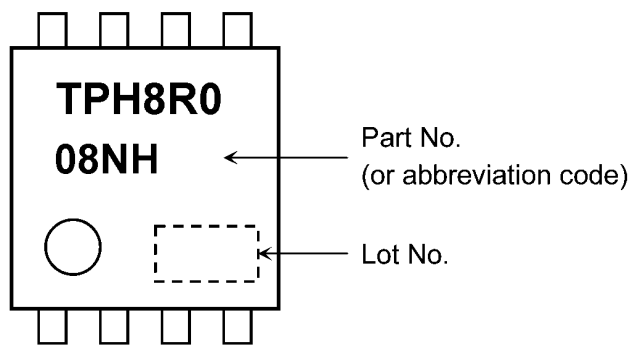 TPH8R0
08NH
Part No.
(or abbreviation code)
Lot No.